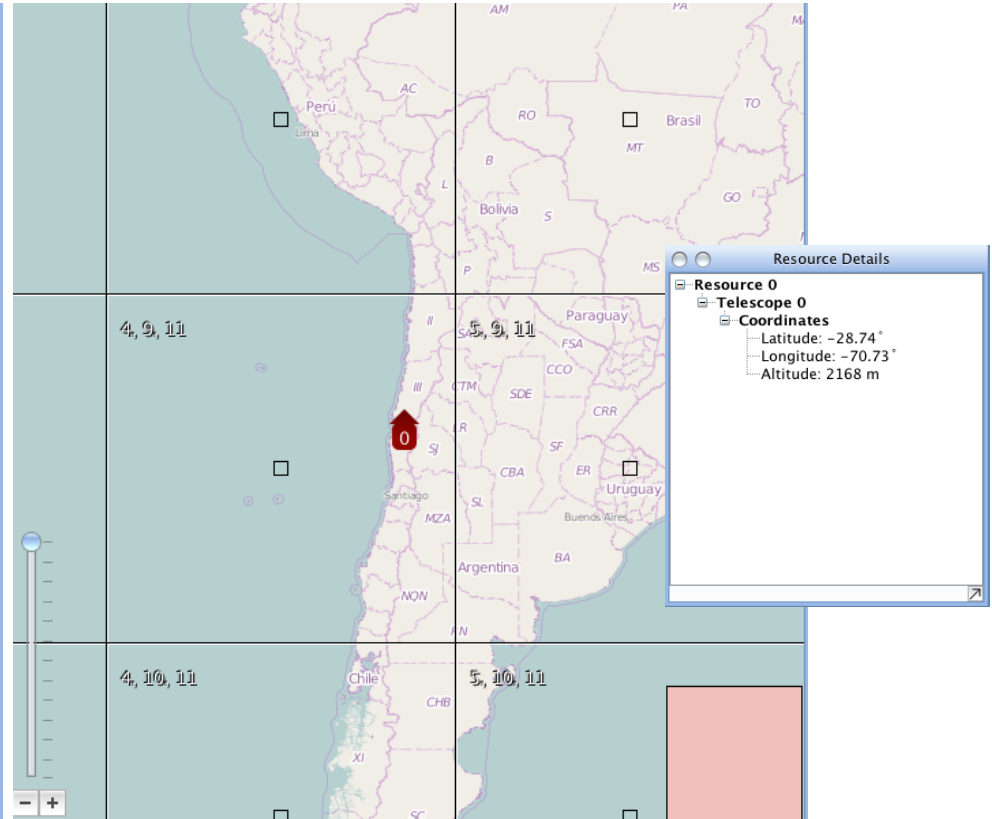 AM
PA
AC
Perú
TO
RO
Brasil
Lima
MT
B
L
GO
Bolivia
S
P
MS
Resource Details
Resource 0
Telescope 0
Coordinates
Latitude: -28.74°
Longitude: -70.73°
Altitude: 2168 m
4, 9, 11
II
5, 9, 11
Paraguay
FSA
CCO
III
CTM
SDE
CRR
0
SJ
SF
CBA
ER
Santiago
Uruguay
SL
MZA
Buenos Aires
BA
Argentina
NQN
RN
4, 10, 11
Chile
5, 10, 11
CHB
XI
SC
− +